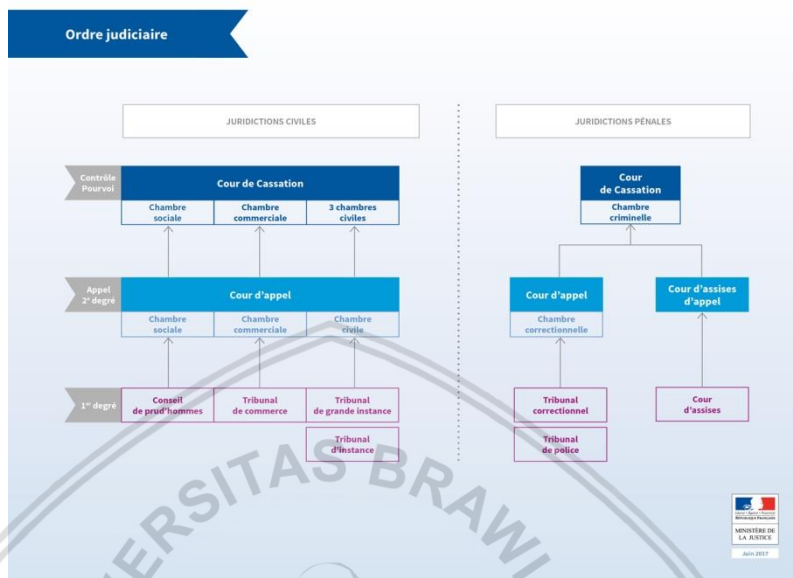 Ordre judiciaire
JURIDICTIONS CIVILES
JURIDICTIONS PÉNALES
Contrôle
Pourvoi
Cour de Cassation
Chambre
sociale
Chambre
commerciale
3 chambres
civiles
Cour
de Cassation
Chambre
criminelle
Appel
2e degré
Cour d'appel
Chambre
sociale
Chambre
commerciale
Chambre
civile
Cour d'appel
Chambre
correctionnelle
Cour d'assises
d'appel
1er degré
Conseil
de prud'hommes
Tribunal
de commerce
Tribunal
de grande instance
Tribunal
d'instance
Tribunal
correctionnel
Tribunal
de police
Cour
d'assises
ERSITAS BRAWI
RÉPUBLIQUE FRANÇAISE
MINISTÈRE DE
LA JUSTICE
Juin 2017